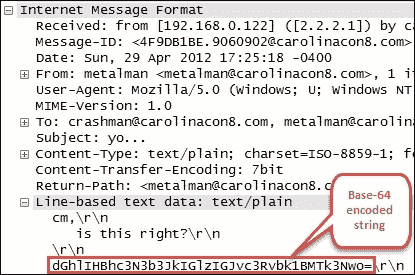 Internet Message Format
Received: from [192.168.0.122] ([2.2.2.1]) by ca
Message-ID: <4F9DB1BE.9060902@carolinacon8.com>,
Date: Sun, 29 Apr 2012 17:25:18 -0400
From: metalman@carolinacon8.com>, 1 i
User-Agent: Mozilla/5.0 (Windows; U; Windows NT
MIME-Version: 1.0
To: crashman@carolinacon8.com, metalman@carolin
Subject: yo...
Content-Type: text/plain; charset=ISO-8859-1; fo
Content-Transfer-Encoding: 7bit
Return-Path: <metalman@carolinacon8.c
Line-based text data: text/plain
cm,\r\n
is this right?\r\n
\r\n
dGhlIHBhc3N3b3JkIGlzIGJvc3Rvbk1BMTk3Nwo=\r\n
Base-64
encoded
string